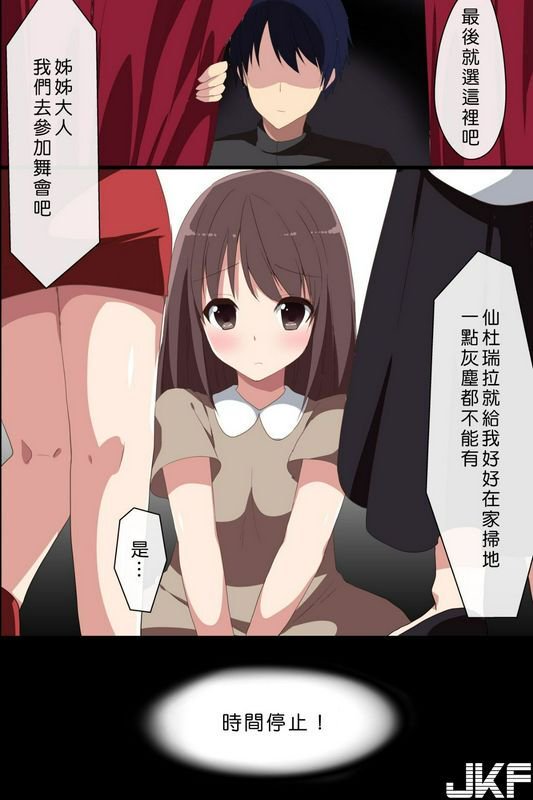 最後就選這裡吧
姊姊大人
我們去參加舞會吧
仙杜瑞拉就給我好好在家掃地
一點灰塵都不能有
是…
時間停止！
JKF